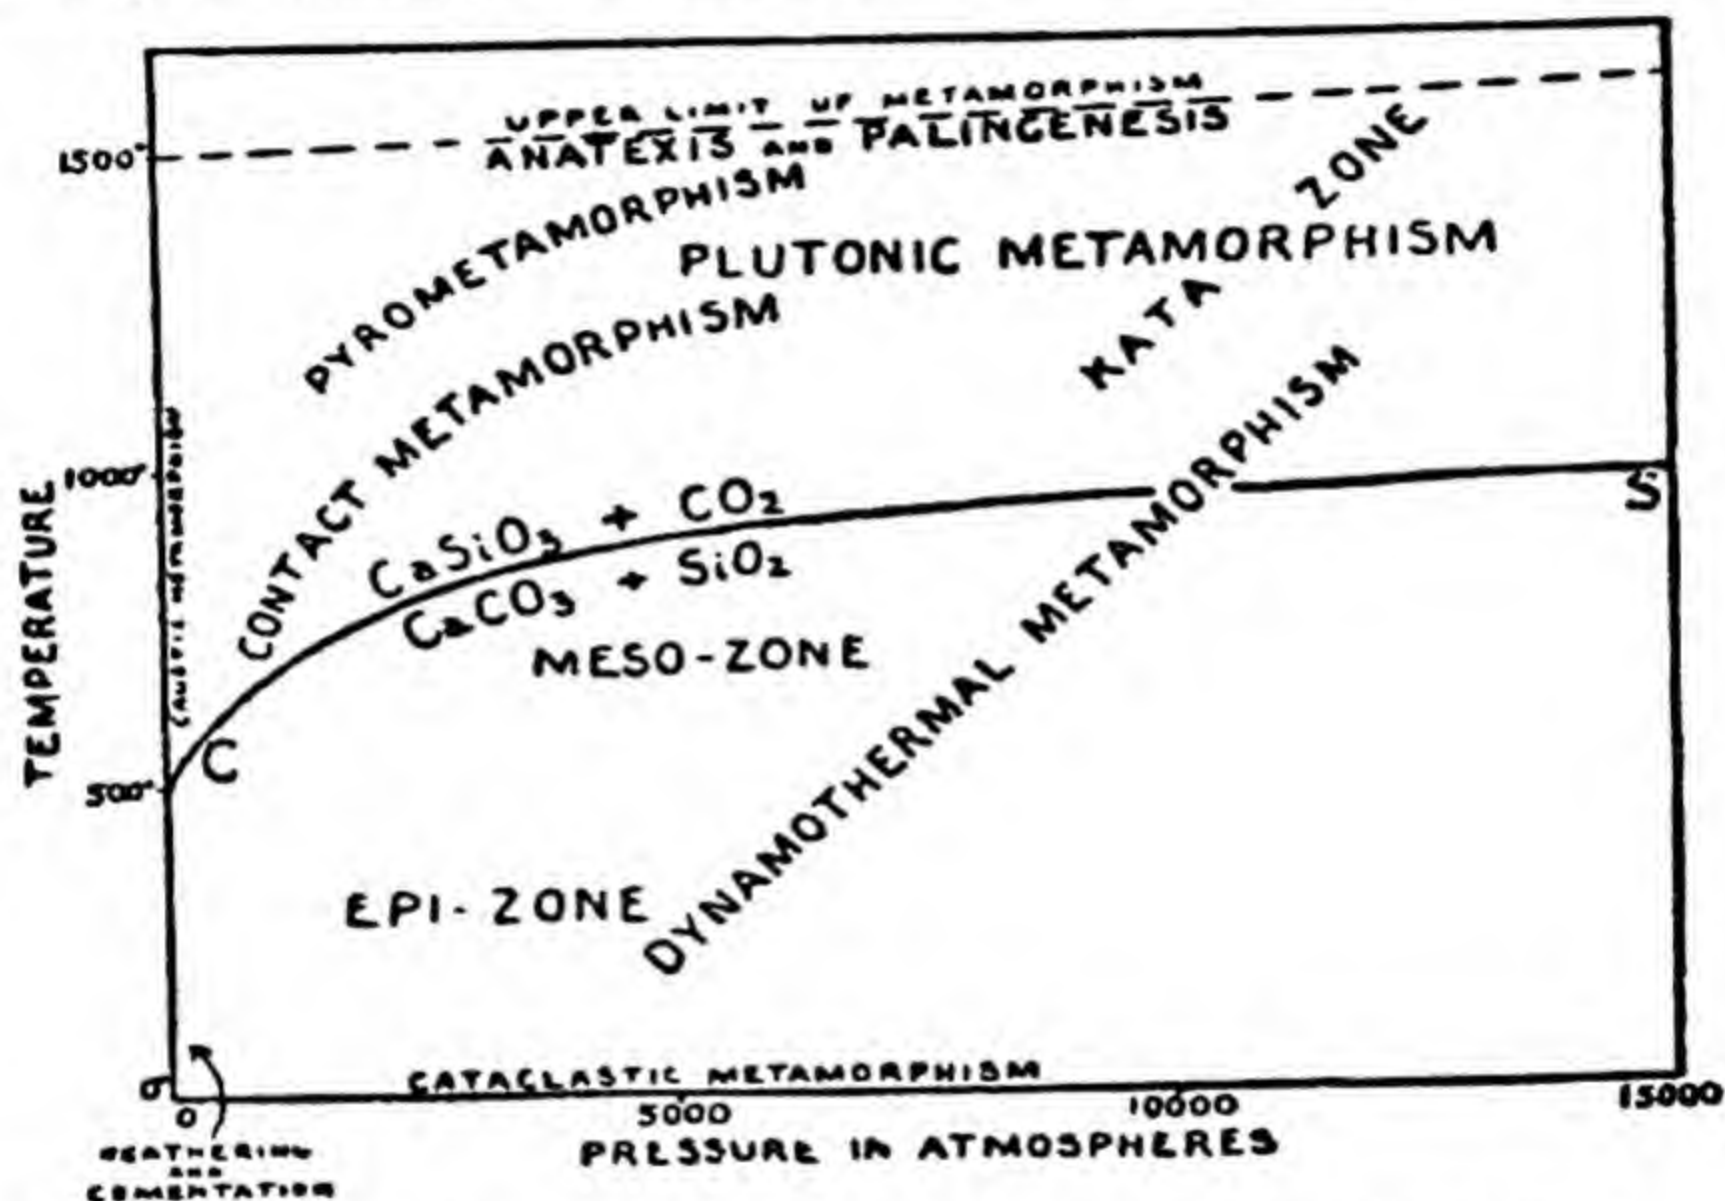 UPPER LIMIT OF METAMORPHISM
ANATEXIS AND PALINGENESIS
1500°
PYROMETAMORPHISM
KATA ZONE
PLUTONIC METAMORPHISM
CONTACT METAMORPHISM
1000°
CaSiO3 + CO2
CaCO3 + SiO2
S
TEMPERATURE
CAUSTIC METAMORPHISM
MESO-ZONE
DYNAMOTHERMAL METAMORPHISM
C
500°
EPI-ZONE
CATACLASTIC METAMORPHISM
0
0
5000
10000
15000
PRESSURE IN ATMOSPHERES
WEATHERING
AND
CEMENTATION